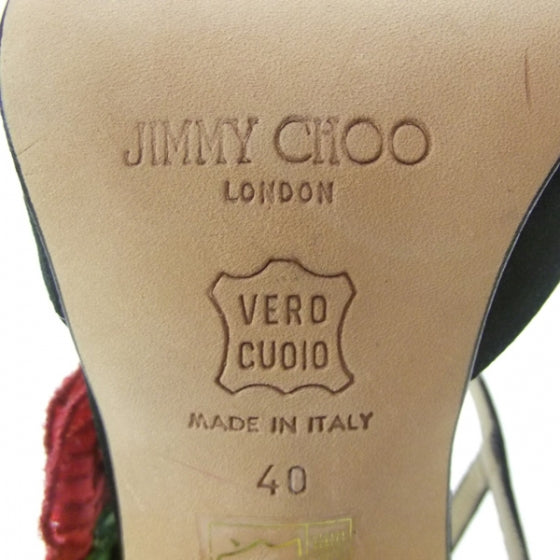 JIMMY CHOO
LONDON
VERO
CUOIO
MADE IN ITALY
40